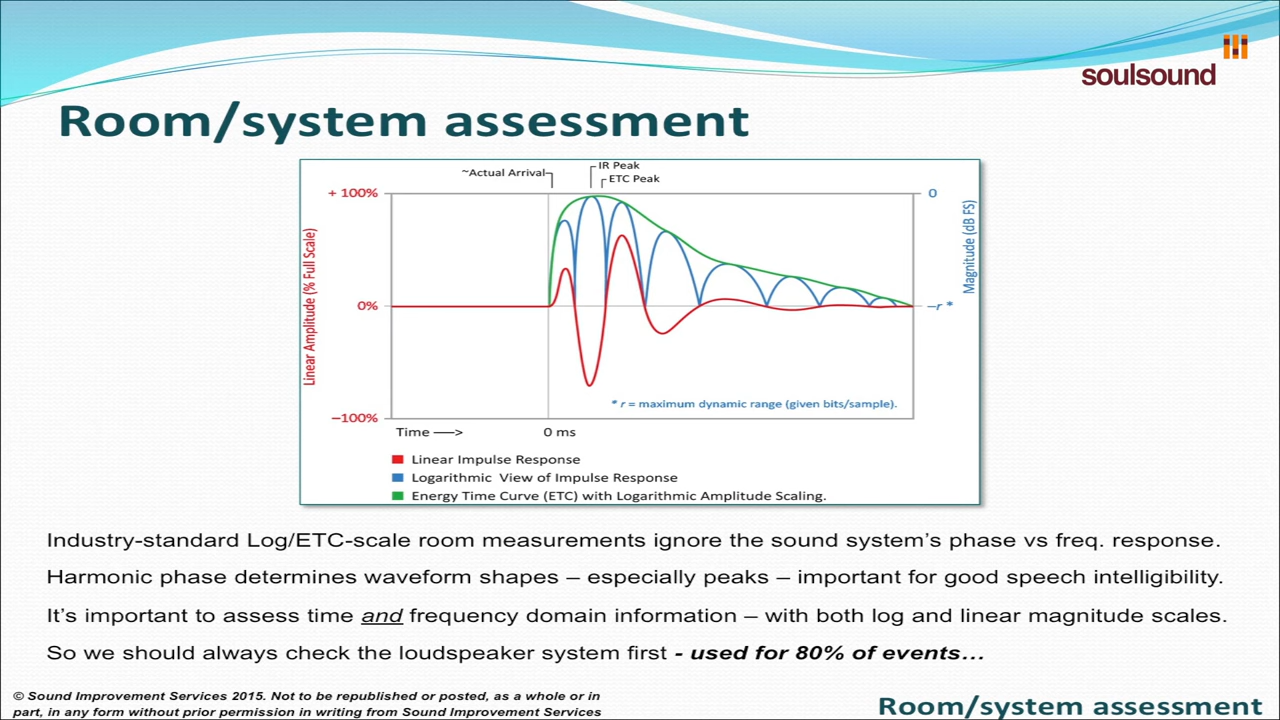 soulsound
Room/system assessment
IR Peak
~Actual Arrival
ETC Peak
+ 100%
0
Linear Amplitude (% Full Scale)
Magnitude (dB FS)
0%
–r *
* r = maximum dynamic range (given bits/sample).
–100%
Time —>
0 ms
Linear Impulse Response
Logarithmic View of Impulse Response
Energy Time Curve (ETC) with Logarithmic Amplitude Scaling.
Industry-standard Log/ETC-scale room measurements ignore the sound system’s phase vs freq. response.
Harmonic phase determines waveform shapes – especially peaks – important for good speech intelligibility.
It’s important to assess time and frequency domain information – with both log and linear magnitude scales.
So we should always check the loudspeaker system first - used for 80% of events…
© Sound Improvement Services 2015. Not to be republished or posted, as a whole or in
part, in any form without prior permission in writing from Sound Improvement Services
Room/system assessment